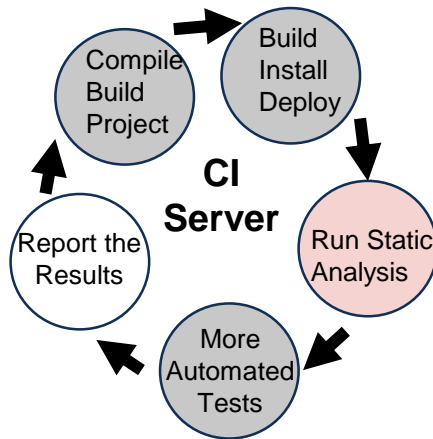 Compile
Build
Project
Build
Install
Deploy
CI
Server
Run Static
Analysis
More
Automated
Tests
Report the
Results